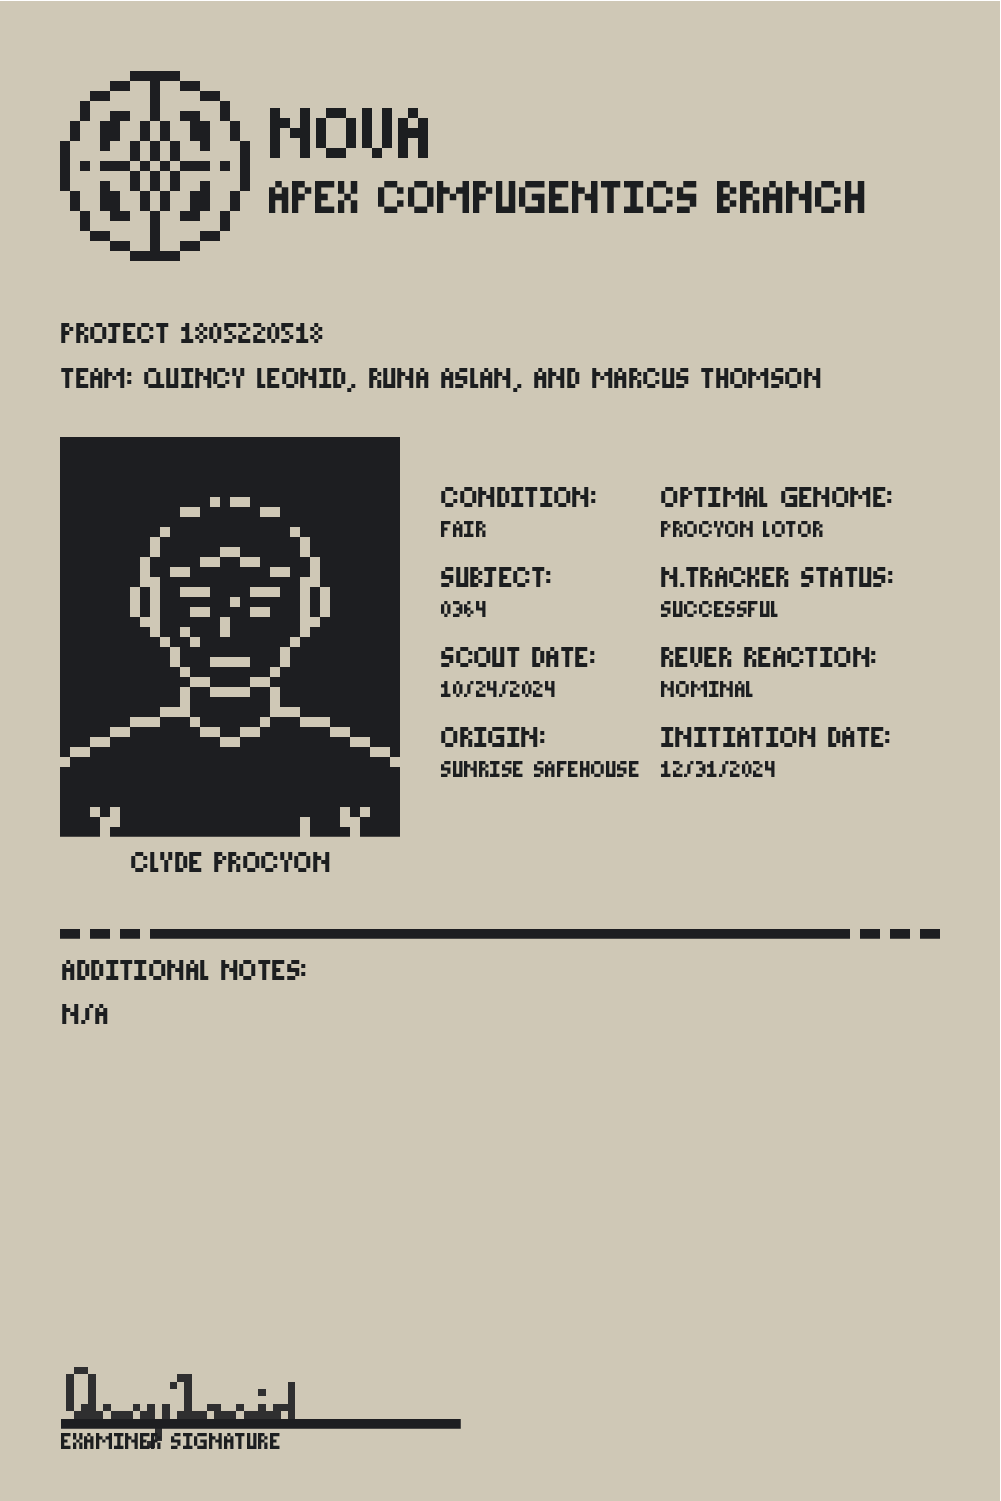 NOVA
APEX COMPUGENTICS BRANCH
PROJECT 1805220518
TEAM: QUINCY LEONID, RUNA ASLAN, AND MARCUS THOMSON
CONDITION:
FAIR
OPTIMAL GENOME:
PROCYON LOTOR
SUBJECT:
0364
N.TRACKER STATUS:
SUCCESSFUL
SCOUT DATE:
10/24/2024
REVER REACTION:
NOMINAL
ORIGIN:
SUNRISE SAFEHOUSE
INITIATION DATE:
12/31/2024
CLYDE PROCYON
ADDITIONAL NOTES:
N/A
EXAMINER SIGNATURE